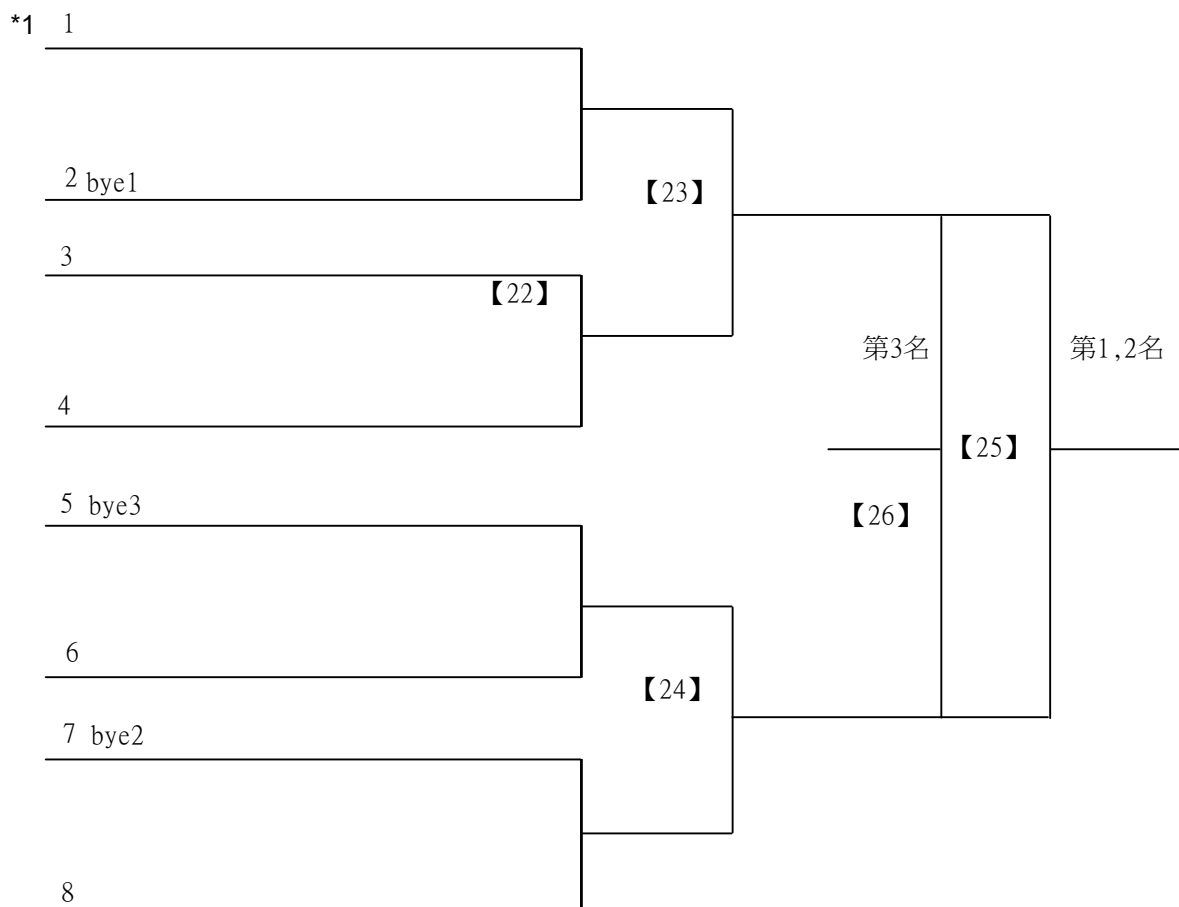 *1 1
2 bye1
【23】
3
【22】
第3名
第1,2名
4
【25】
5 bye3
【26】
6
【24】
7 bye2
8